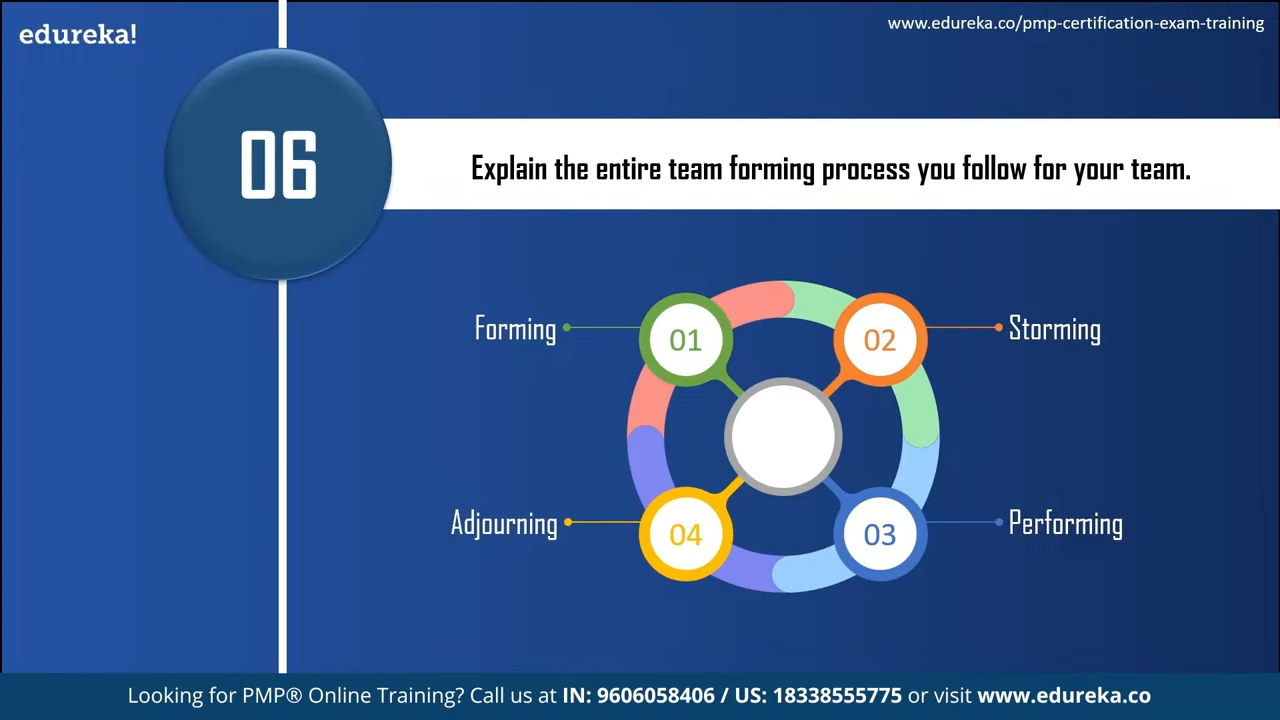 edureka!
www.edureka.co/pmp-certification-exam-training
06
Explain the entire team forming process you follow for your team.
Forming
01
02
Storming
Adjourning
04
03
Performing
Looking for PMP® Online Training? Call us at IN: 9606058406 / US: 18338555775 or visit www.edureka.co